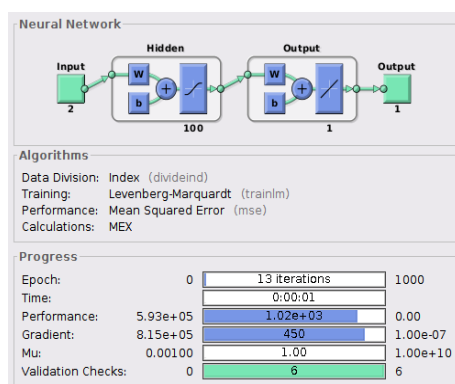 Neural Network
Hidden Output
Input Output
W W
b b
2 100 1 1
Algorithms
Data Division: Index (divideind)
Training: Levenberg-Marquardt (trainlm)
Performance: Mean Squared Error (mse)
Calculations: MEX
Progress
Epoch: 0 13 iterations 1000
Time: 0:00:01
Performance: 5.93e+05 1.02e+03 0.00
Gradient: 8.15e+05 450 1.00e-07
Mu: 0.00100 1.00 1.00e+10
Validation Checks: 0 6 6